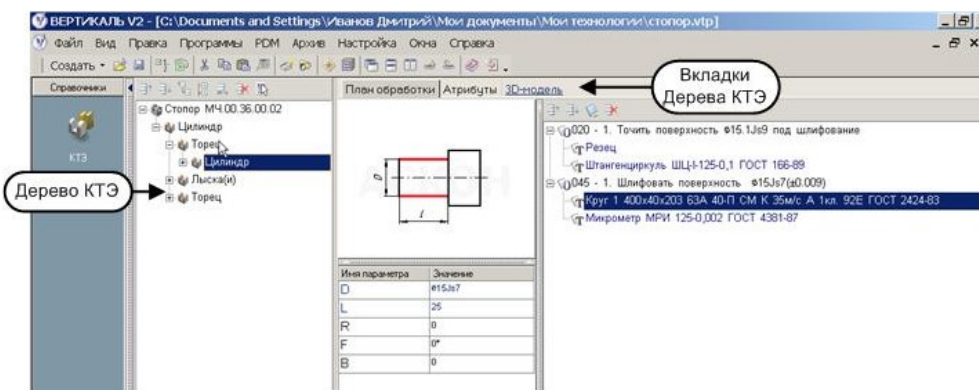 ВЕРТИКАЛЬ V2 - [C:\Documents and Settings\Иванов Дмитрий\Мои документы\Мои технологии\стопор.vtp]
Файл Вид Правка Программы PDM Архив Настройка Окна Справка
Создать
Справочники
План обработки Атрибуты 3D-модель
Вкладки
Дерева КТЭ
КТЭ
Дерево КТЭ
Стопор МЧ.00.36.00.02
Цилиндр
Торец
Цилиндр
Лыска(и)
Торец
D
l
Имя параметра Значение
D ø15Js7
L 25
R 0
F 0°
B 0
020 - 1. Точить поверхность ø15.1Js9 под шлифование
Резец
Штангенциркуль ШЦ-I-125-0,1 ГОСТ 166-89
045 - 1. Шлифовать поверхность ø15Js7(±0.009)
Круг 1 400x40x203 63А 40-П СМ К 35м/с А 1кл. 92Е ГОСТ 2424-83
Микрометр МРИ 125-0,002 ГОСТ 4381-87